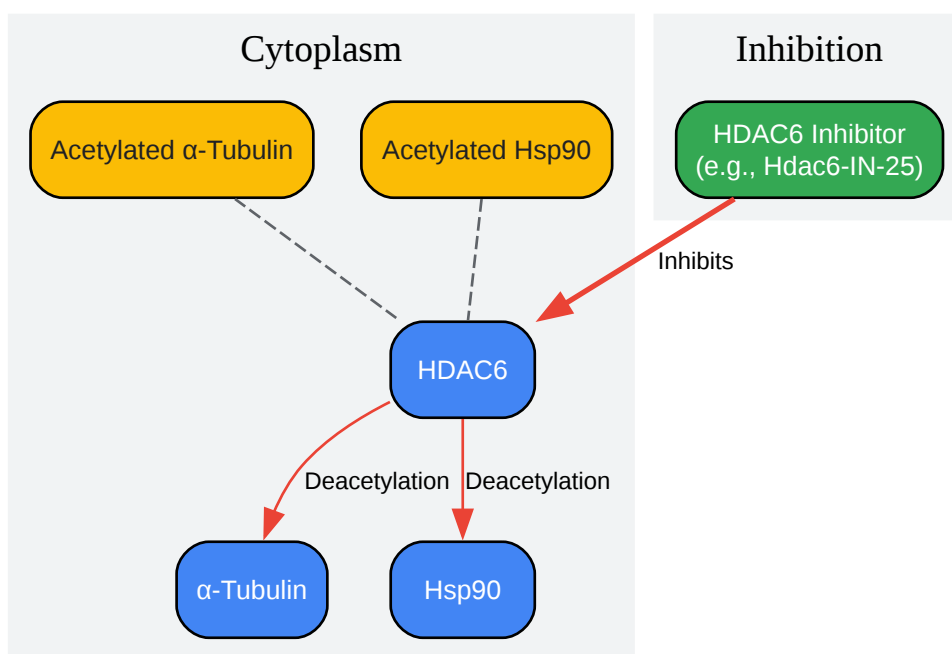 Cytoplasm
Inhibition
Acetylated α-Tubulin
Acetylated Hsp90
HDAC6 Inhibitor
(e.g., Hdac6-IN-25)
Inhibits
HDAC6
Deacetylation
Deacetylation
α-Tubulin
Hsp90